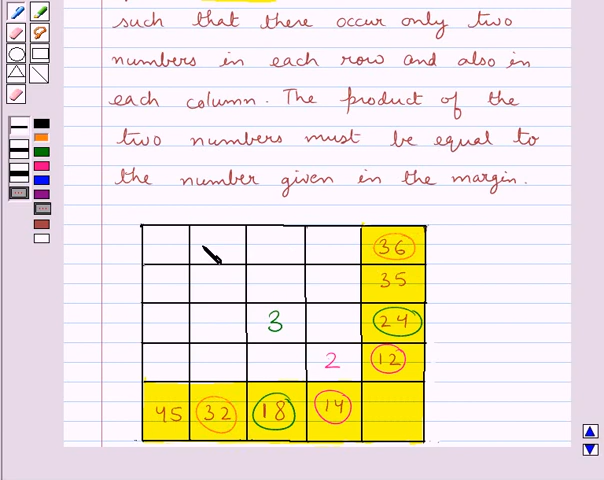 such that there occur only two
numbers in each row and also in
each column. The product of the
two numbers must be equal to
the number given in the margin.
36
35
3 24
2 12
45 32 18 14